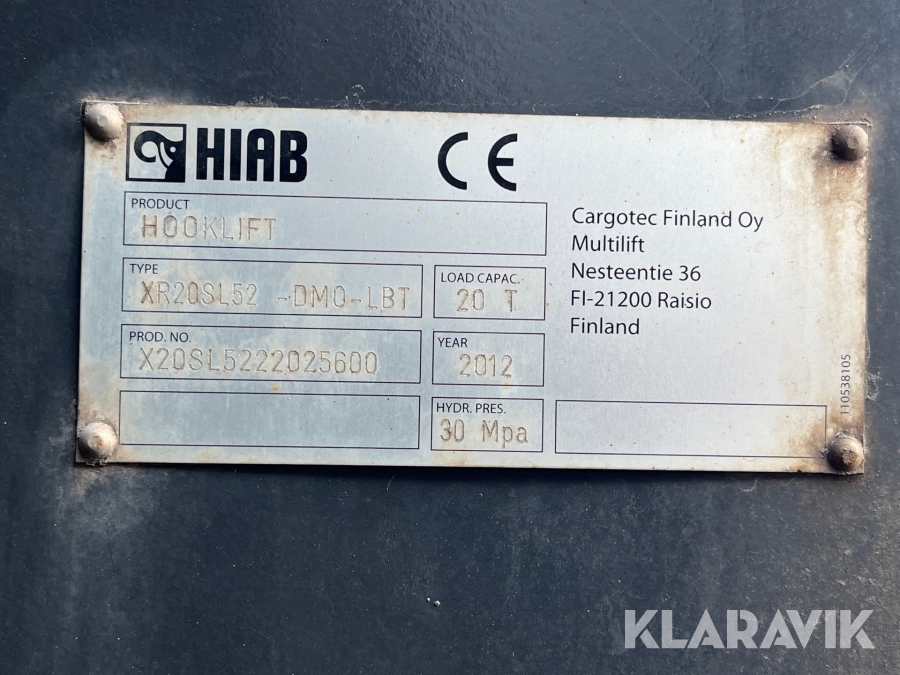 HIAB CE
PRODUCT
HOOKLIFT
TYPE
XR20SL52 -DMO-LBT
LOAD CAPAC.
20 T
PROD. NO.
X20SL5222025600
YEAR
2012
HYDR. PRES.
30 Mpa
Cargotec Finland Oy
Multilift
Nesteentie 36
FI-21200 Raisio
Finland
110538105
KLARAVIK